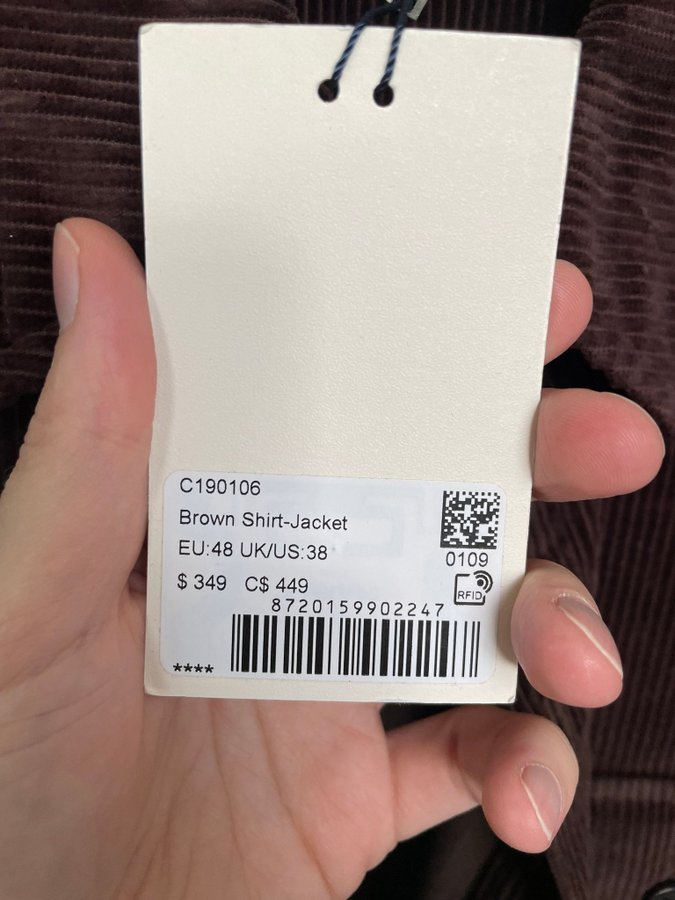 C190106
Brown Shirt-Jacket
EU:48 UK/US:38
0109
$ 349 C$ 449
RFID
8720159902247
****